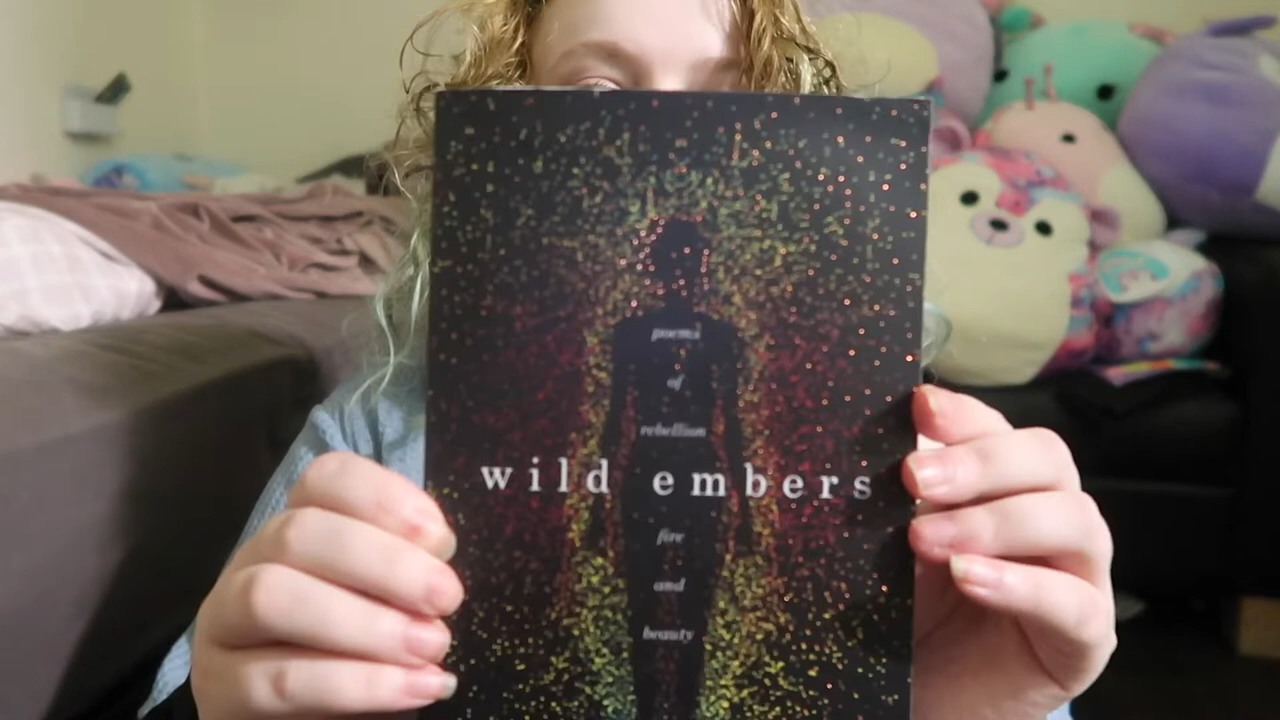 poems
of
rebellion
wild embers
fire
and
beauty